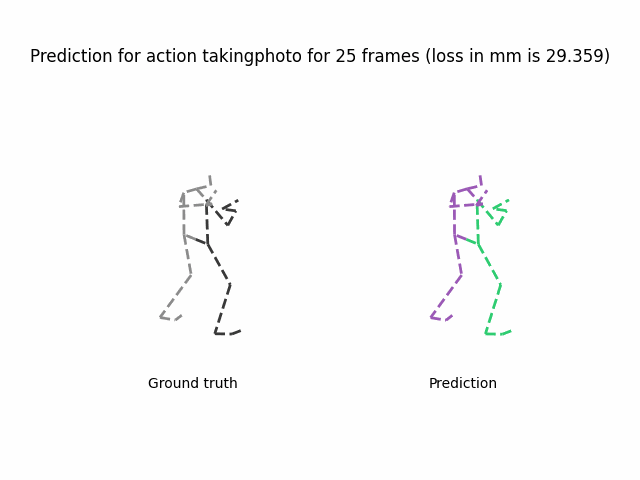 Prediction for action takingphoto for 25 frames (loss in mm is 29.359)
Ground truth
Prediction